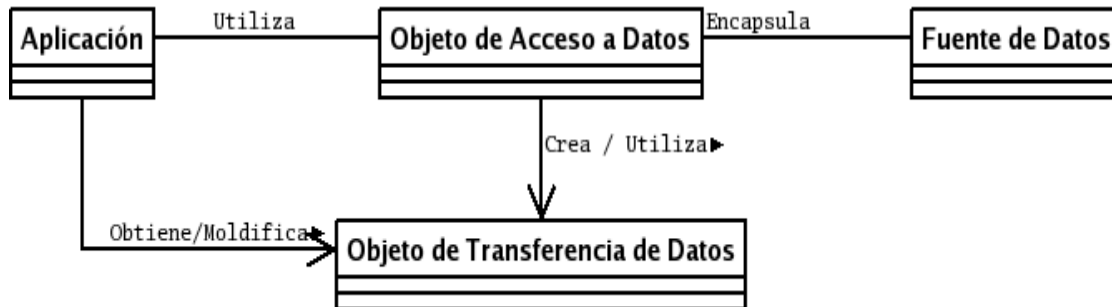 Utiliza
Encapsula
Aplicación
Objeto de Acceso a Datos
Fuente de Datos
Crea / Utiliza
Obtiene/Moldifica
Objeto de Transferencia de Datos